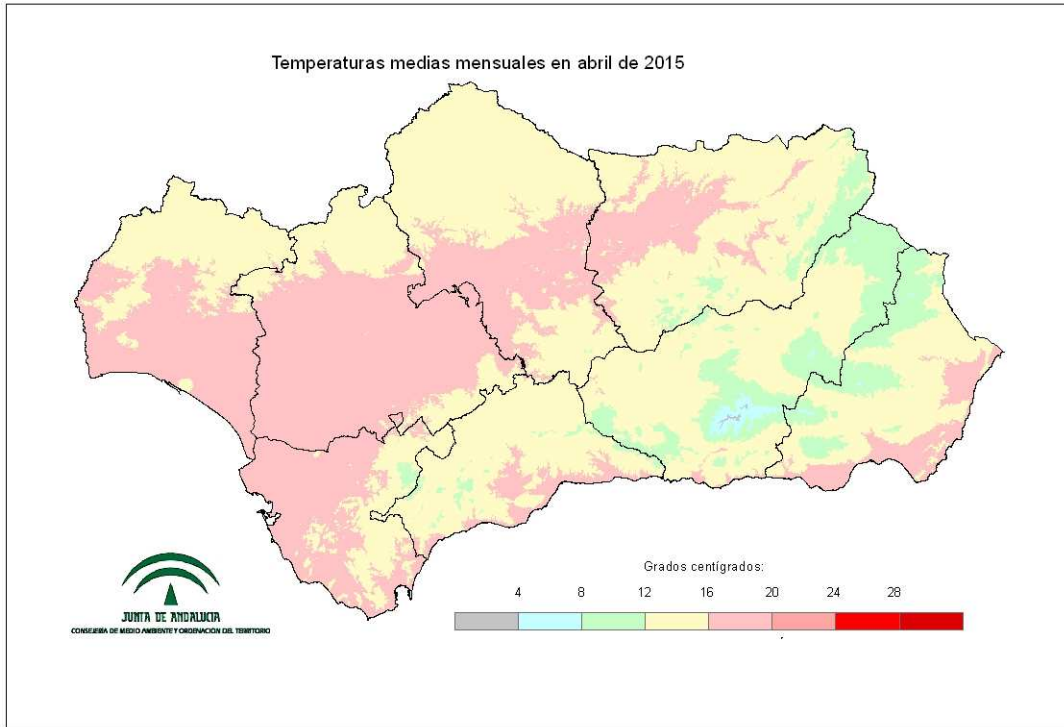 Temperaturas medias mensuales en abril de 2015
Grados centígrados:
4 8 12 16 20 24 28
JUNTA DE ANDALUCIA
CONSEJERÍA DE MEDIO AMBIENTE Y ORDENACIÓN DEL TERRITORIO